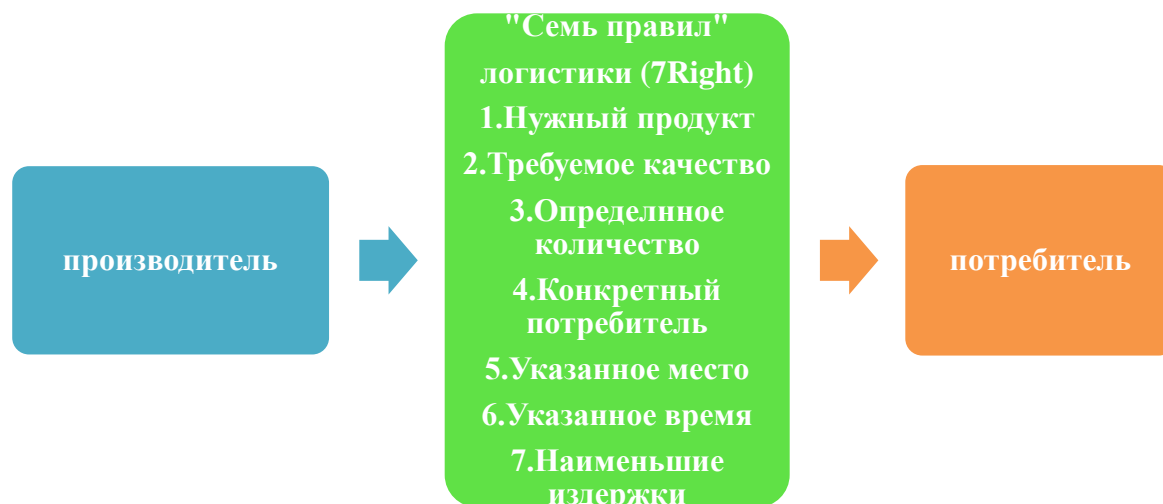 производитель
"Семь правил"
логистики (7Right)
1.Нужный продукт
2.Требуемое качество
3.Определнное
количество
4.Конкретный
потребитель
5.Указанное место
6.Указанное время
7.Наименьшие
издержки
потребитель